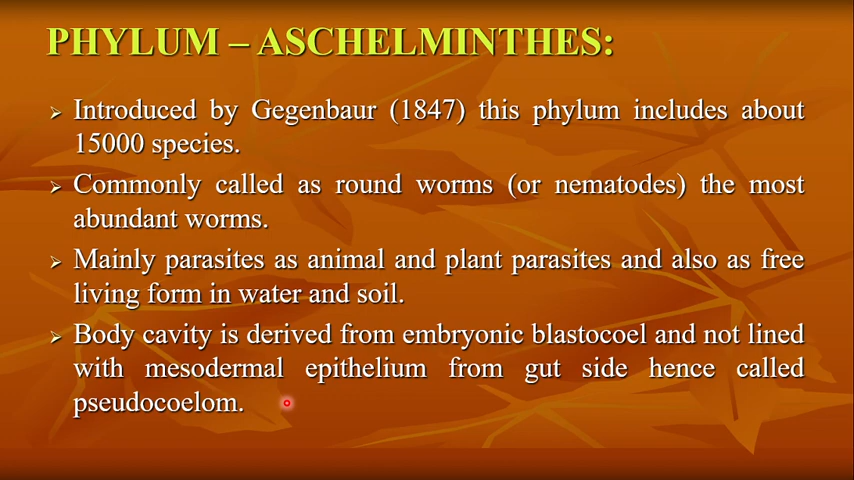 PHYLUM – ASCHELMINTHES:
Introduced by Gegenbaur (1847) this phylum includes about
15000 species.
Commonly called as round worms (or nematodes) the most
abundant worms.
Mainly parasites as animal and plant parasites and also as free
living form in water and soil.
Body cavity is derived from embryonic blastocoel and not lined
with mesodermal epithelium from gut side hence called
pseudocoelom.